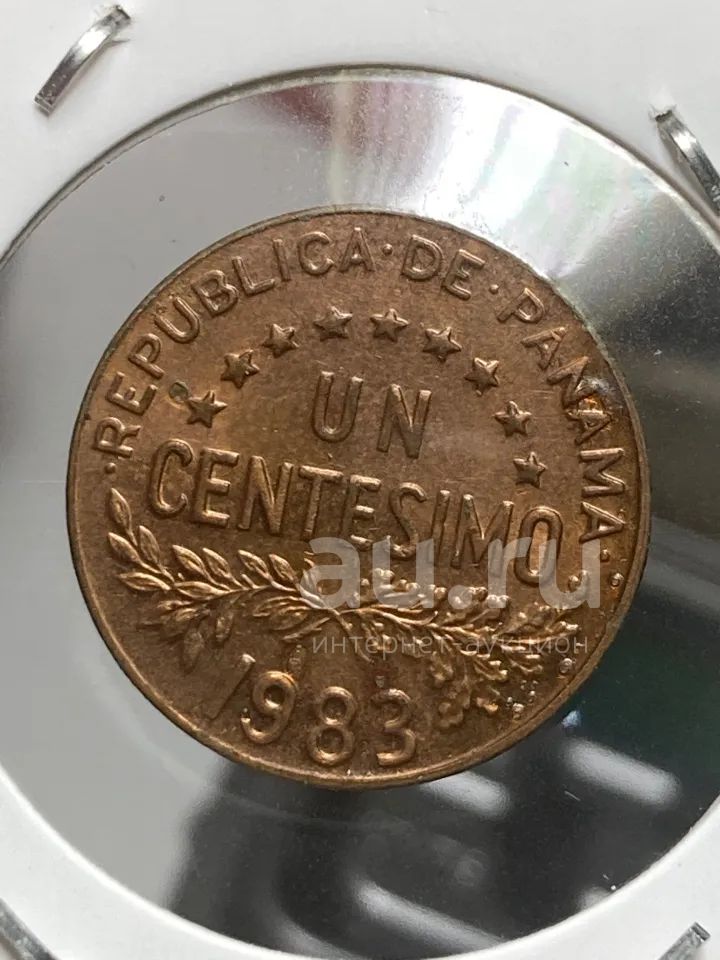 ·REPUBLICA·DE·PANAMA·
UN
CENTESIMO
1983
au.ru
интернет-аукцион